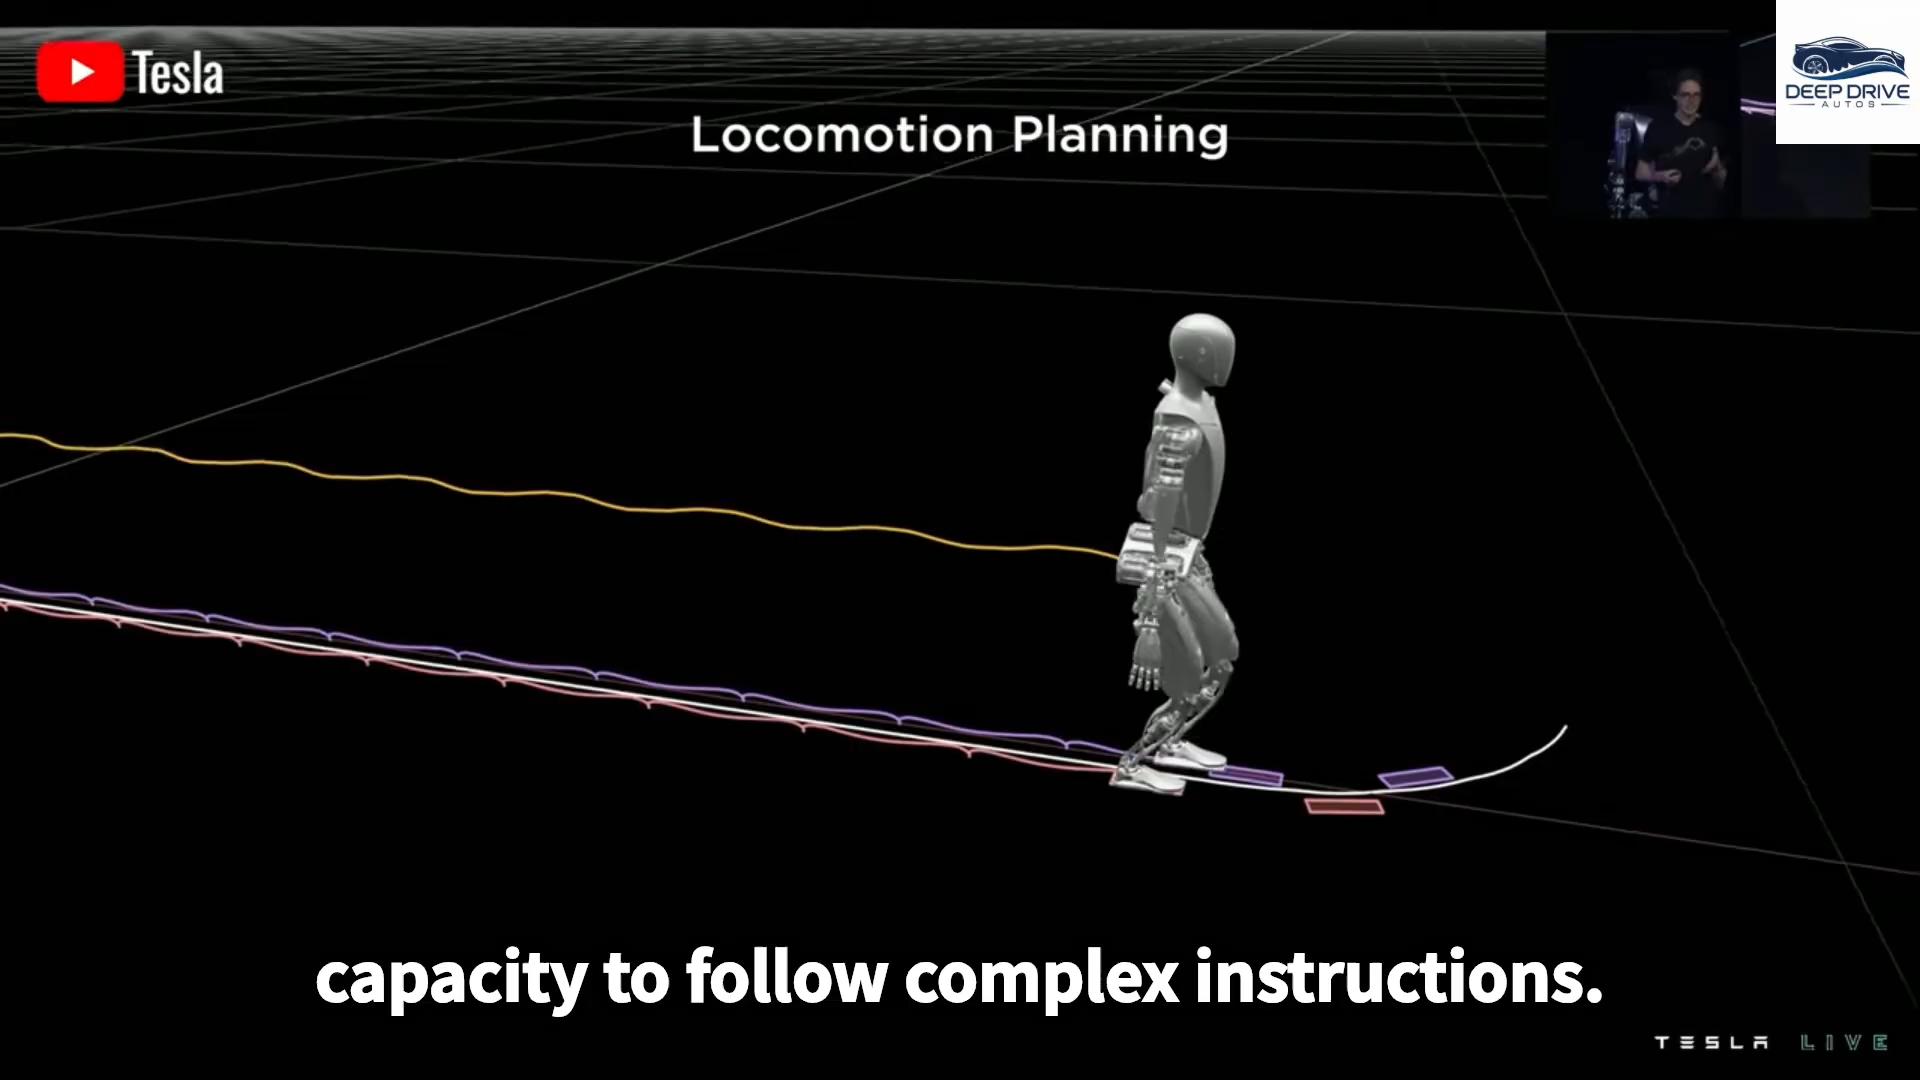 Tesla
DEEP DRIVE
AUTOS
Locomotion Planning
capacity to follow complex instructions.
TESLA LIVE